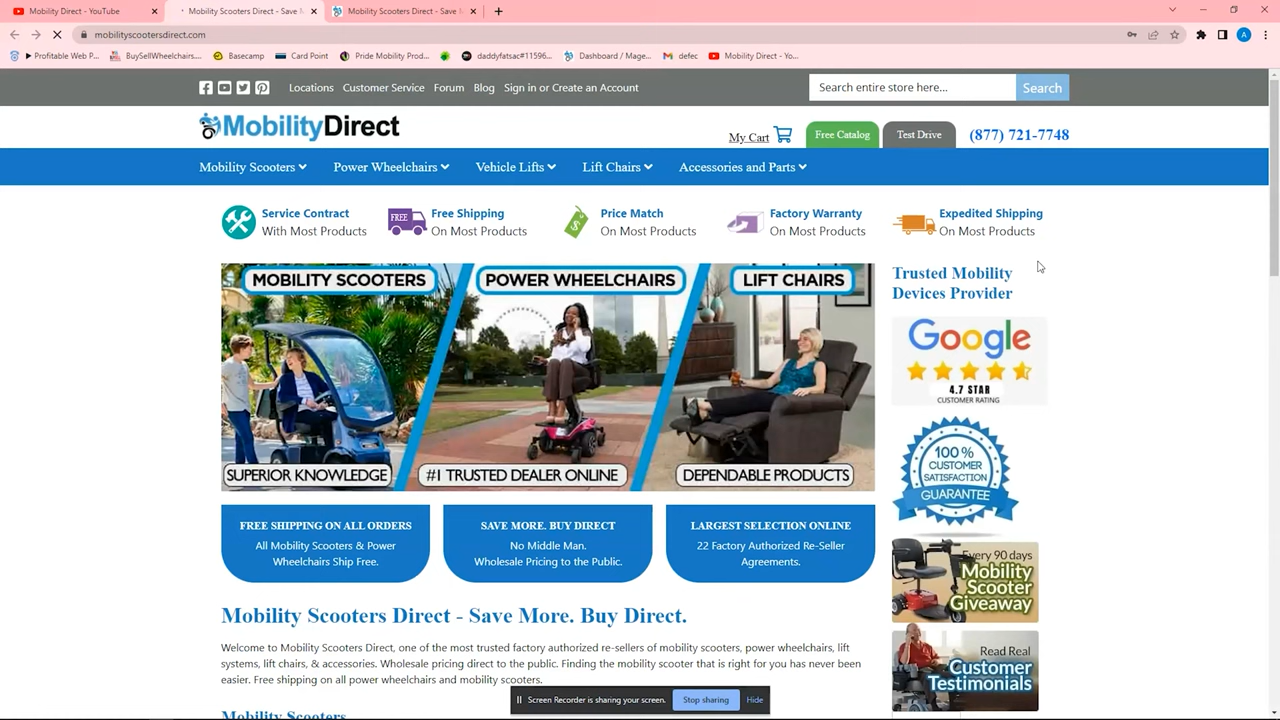 Mobility Direct - YouTube
Mobility Scooters Direct - Save
Mobility Scooters Direct - Save
mobilityscootersdirect.com
Profitable Web P...
BuySellWheelchairs....
Basecamp
Card Point
Pride Mobility Prod...
daddyfatsac#11596...
Dashboard / Mage...
defec
Mobility Direct - Yo...
A
Locations
Customer Service
Forum
Blog
Sign in or Create an Account
Search entire store here...
Search
MobilityDirect
My Cart
Free Catalog
Test Drive
(877) 721-7748
Mobility Scooters
Power Wheelchairs
Vehicle Lifts
Lift Chairs
Accessories and Parts
Service Contract
With Most Products
FREE
Free Shipping
On Most Products
$
Price Match
On Most Products
Factory Warranty
On Most Products
Expedited Shipping
On Most Products
MOBILITY SCOOTERS
POWER WHEELCHAIRS
LIFT CHAIRS
SUPERIOR KNOWLEDGE
#1 TRUSTED DEALER ONLINE
DEPENDABLE PRODUCTS
Trusted Mobility
Devices Provider
Google
4.7 STAR
CUSTOMER RATING
100%
CUSTOMER
SATISFACTION
GUARANTEE
Every 90 days
Mobility
Scooter
Giveaway
Read Real
Customer
Testimonials
FREE SHIPPING ON ALL ORDERS
All Mobility Scooters & Power
Wheelchairs Ship Free.
SAVE MORE. BUY DIRECT
No Middle Man.
Wholesale Pricing to the Public.
LARGEST SELECTION ONLINE
22 Factory Authorized Re-Seller
Agreements.
Mobility Scooters Direct - Save More. Buy Direct.
Welcome to Mobility Scooters Direct, one of the most trusted factory authorized re-sellers of mobility scooters, power wheelchairs, lift
systems, lift chairs, & accessories. Wholesale pricing direct to the public. Finding the mobility scooter that is right for you has never been
easier. Free shipping on all power wheelchairs and mobility scooters.
Mobility Scooters
Screen Recorder is sharing your screen.
Stop sharing
Hide